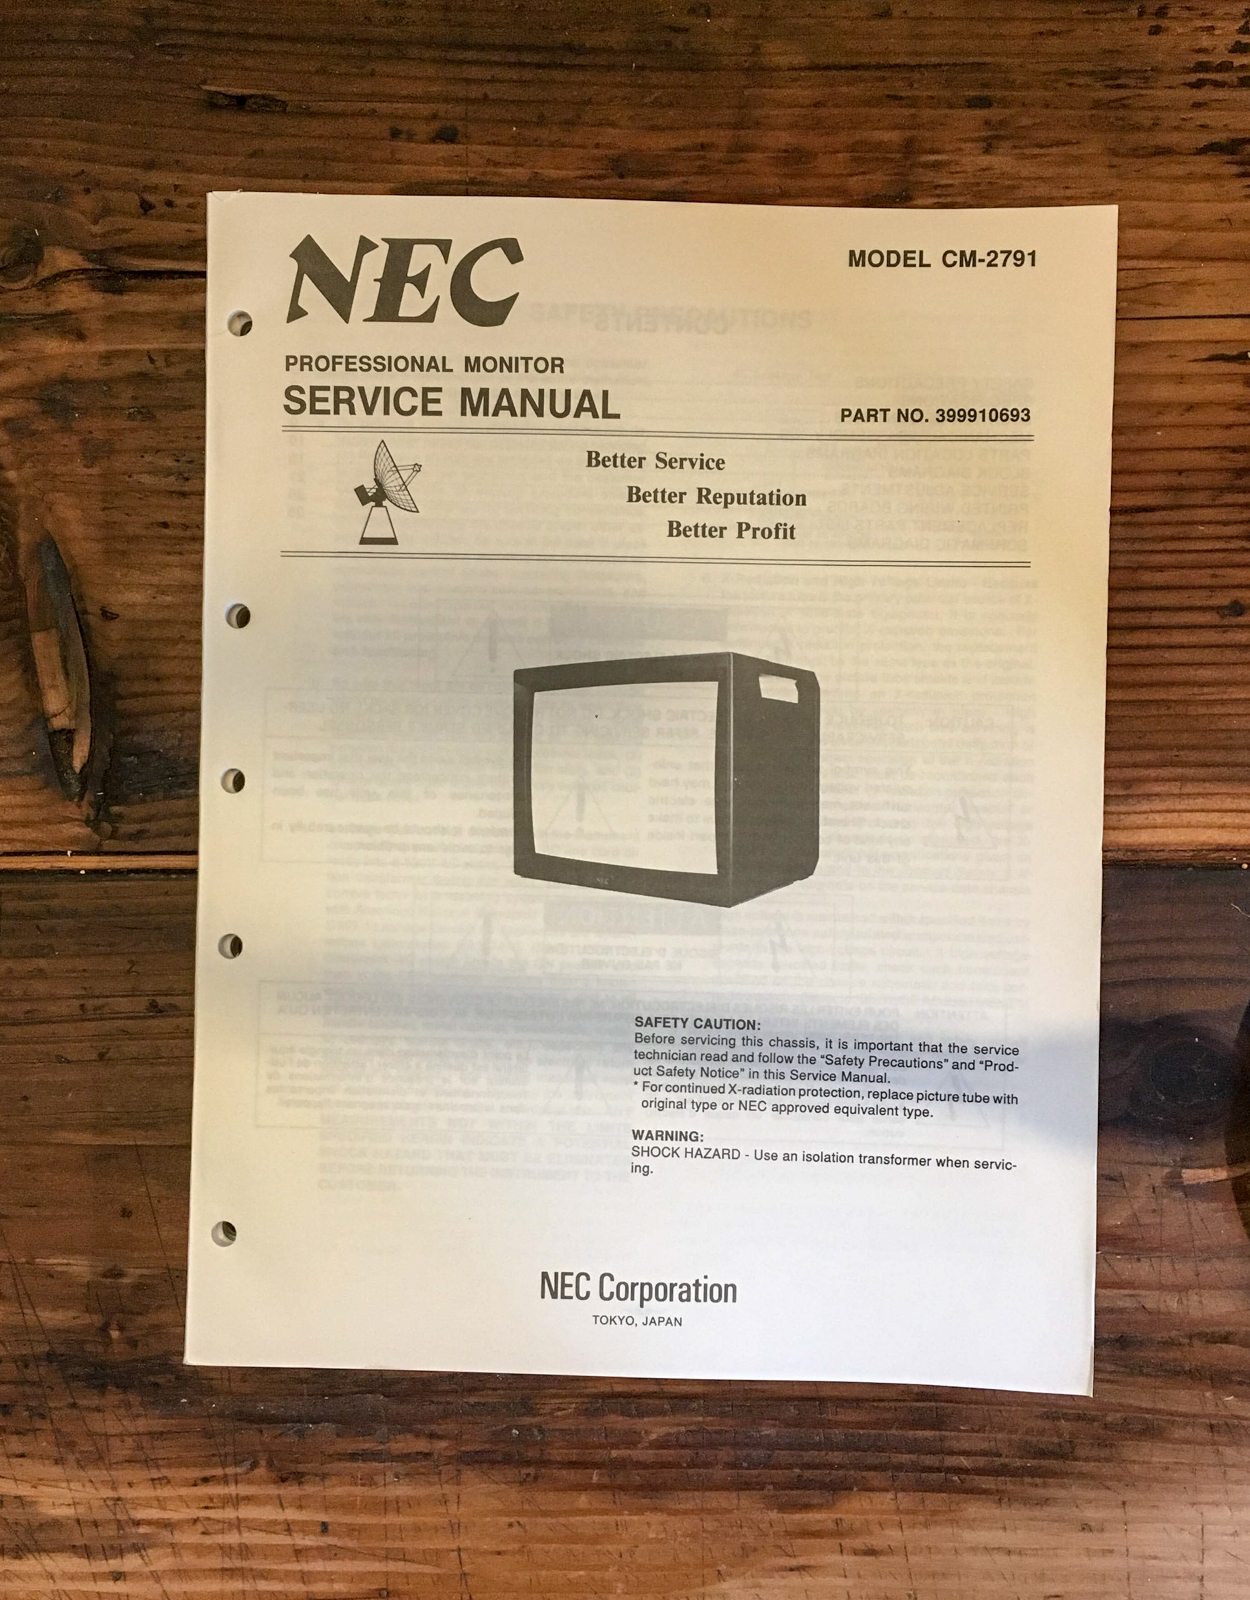 NEC
MODEL CM-2791
PROFESSIONAL MONITOR
SERVICE MANUAL
PART NO. 399910693
Better Service
Better Reputation
Better Profit
NEC
SAFETY CAUTION:
Before servicing this chassis, it is important that the service
technician read and follow the “Safety Precautions” and “Prod-
uct Safety Notice” in this Service Manual.
* For continued X-radiation protection, replace picture tube with
original type or NEC approved equivalent type.
WARNING:
SHOCK HAZARD - Use an isolation transformer when servic-
ing.
NEC Corporation
TOKYO, JAPAN